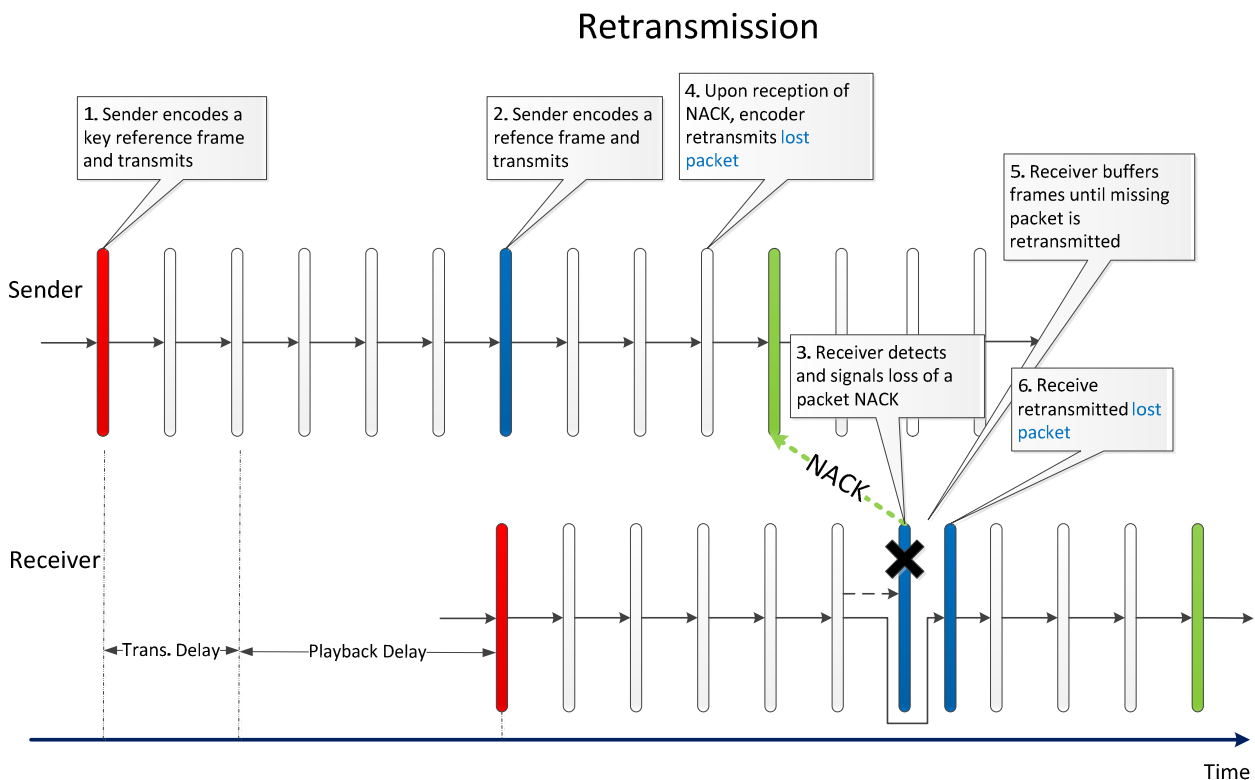 Retransmission
1. Sender encodes a
key reference frame
and transmits
2. Sender encodes a
refence frame and
transmits
4. Upon reception of
NACK, encoder
retransmits lost
packet
5. Receiver buffers
frames until missing
packet is
retransmitted
Sender
3. Receiver detects
and signals loss of a
packet NACK
6. Receive
retransmitted lost
packet
NACK
Receiver
Trans. Delay
Playback Delay
Time